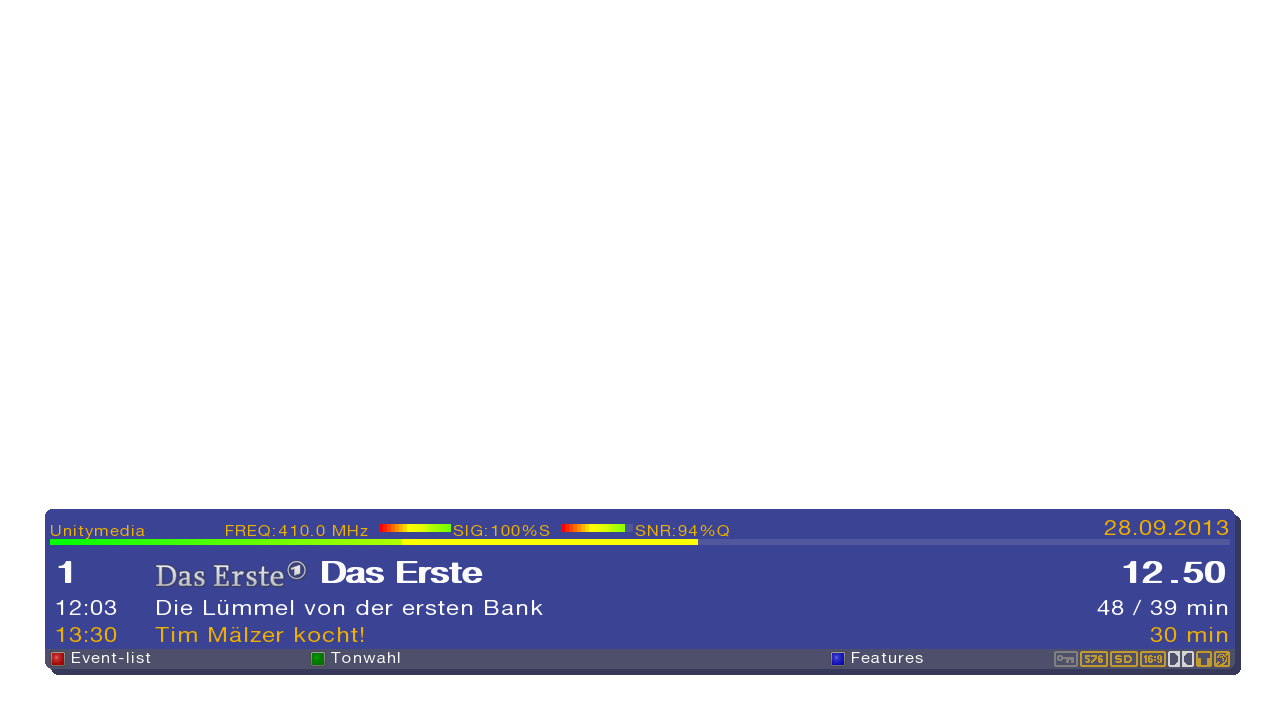 Unitymedia FREQ:410.0 MHz SIG:100%S SNR:94%Q 28.09.2013
1 Das Erste Das Erste 12.50
12:03 Die Lümmel von der ersten Bank 48 / 39 min
13:30 Tim Mälzer kocht! 30 min
Event-list Tonwahl Features 576 SD 16:9 T